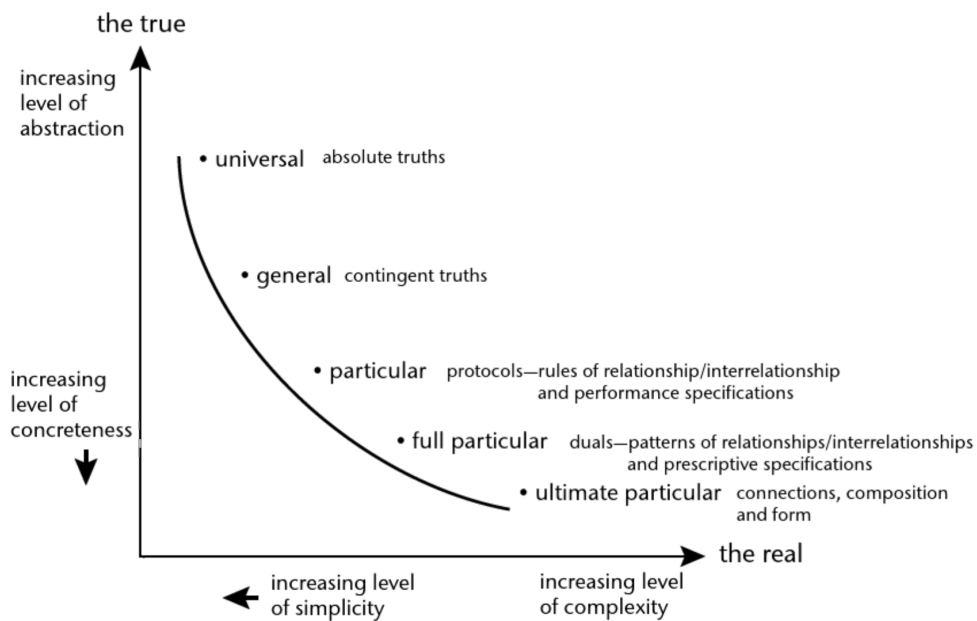 the true
increasing
level of
abstraction
• universal absolute truths
• general contingent truths
increasing
level of
concreteness
• particular protocols—rules of relationship/interrelationship
and performance specifications
• full particular duals—patterns of relationships/interrelationships
and prescriptive specifications
• ultimate particular connections, composition
and form
the real
increasing level
of simplicity
increasing level
of complexity